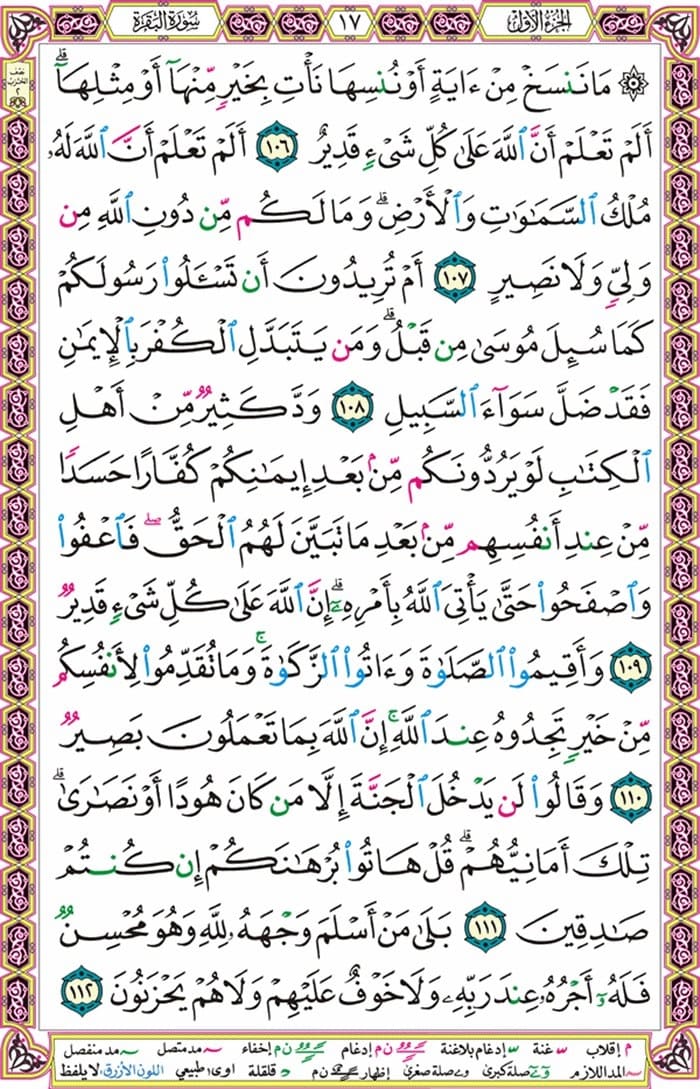 الجزء الأول
١٧
سورة البقرة
نصف الحزب ٢
۞ مَا نَنسَخْ مِنْ ءَايَةٍ أَوْ نُنسِهَا نَأْتِ بِخَيْرٍ مِّنْهَآ أَوْ مِثْلِهَآ ۗ
أَلَمْ تَعْلَمْ أَنَّ ٱللَّهَ عَلَىٰ كُلِّ شَىْءٍ قَدِيرٌ ١٠٦ أَلَمْ تَعْلَمْ أَنَّ ٱللَّهَ لَهُۥ
مُلْكُ ٱلسَّمَـٰوَٰتِ وَٱلْأَرْضِ ۗ وَمَا لَكُم مِّن دُونِ ٱللَّهِ مِن
وَلِىٍّ وَلَا نَصِيرٍ ١٠٧ أَمْ تُرِيدُونَ أَن تَسْـَٔلُوا۟ رَسُولَكُمْ
كَمَا سُئِلَ مُوسَىٰ مِن قَبْلُ ۗ وَمَن يَتَبَدَّلِ ٱلْكُفْرَ بِٱلْإِيمَـٰنِ
فَقَدْ ضَلَّ سَوَآءَ ٱلسَّبِيلِ ١٠٨ وَدَّ كَثِيرٌ مِّنْ أَهْلِ
ٱلْكِتَـٰبِ لَوْ يَرُدُّونَكُم مِّنۢ بَعْدِ إِيمَـٰنِكُمْ كُفَّارًا حَسَدًا
مِّنْ عِندِ أَنفُسِهِم مِّنۢ بَعْدِ مَا تَبَيَّنَ لَهُمُ ٱلْحَقُّ ۖ فَٱعْفُوا۟
وَٱصْفَحُوا۟ حَتَّىٰ يَأْتِىَ ٱللَّهُ بِأَمْرِهِۦٓ ۗ إِنَّ ٱللَّهَ عَلَىٰ كُلِّ شَىْءٍ قَدِيرٌ
١٠٩ وَأَقِيمُوا۟ ٱلصَّلَوٰةَ وَءَاتُوا۟ ٱلزَّكَوٰةَ ۚ وَمَا تُقَدِّمُوا۟ لِأَنفُسِكُم
مِّنْ خَيْرٍ تَجِدُوهُ عِندَ ٱللَّهِ ۗ إِنَّ ٱللَّهَ بِمَا تَعْمَلُونَ بَصِيرٌ
١١٠ وَقَالُوا۟ لَن يَدْخُلَ ٱلْجَنَّةَ إِلَّا مَن كَانَ هُودًا أَوْ نَصَـٰرَىٰ ۗ
تِلْكَ أَمَانِيُّهُمْ ۗ قُلْ هَاتُوا۟ بُرْهَـٰنَكُمْ إِن كُنتُمْ
صَـٰدِقِينَ ١١١ بَلَىٰ مَنْ أَسْلَمَ وَجْهَهُۥ لِلَّهِ وَهُوَ مُحْسِنٌ
فَلَهُۥٓ أَجْرُهُۥ عِندَ رَبِّهِۦ وَلَا خَوْفٌ عَلَيْهِمْ وَلَا هُمْ يَحْزَنُونَ ١١٢
م إقلاب غنة إدغام بلاغنة ن م إدغام ن م إخفاء مد متصل مد منفصل
المد اللازم صلة كبرى وے صلة صغرى إظهار ن م قلقلة اوى: طبيعي اللون الأزرق: لا يلفظ